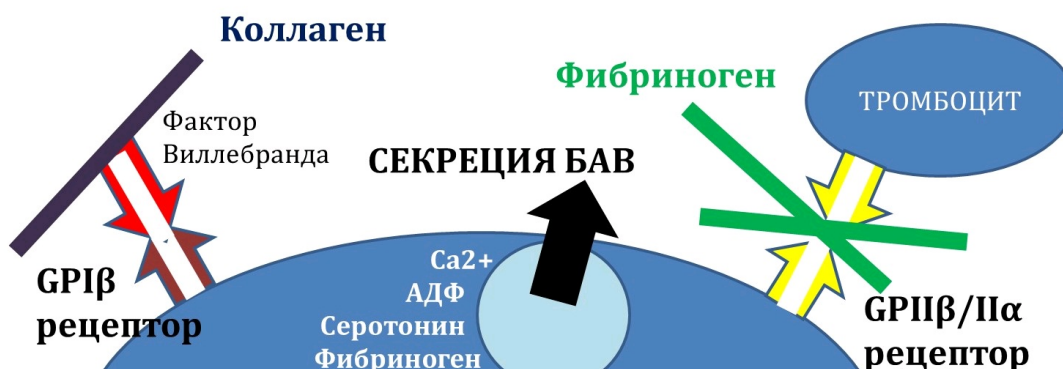 Коллаген
Фактор
Виллебранда
GPIβ
рецептор
СЕКРЕЦИЯ БАВ
Ca2+
АДФ
Серотонин
Фибриноген
Фибриноген
ТРОМБОЦИТ
GPIIβ/IIα
рецептор